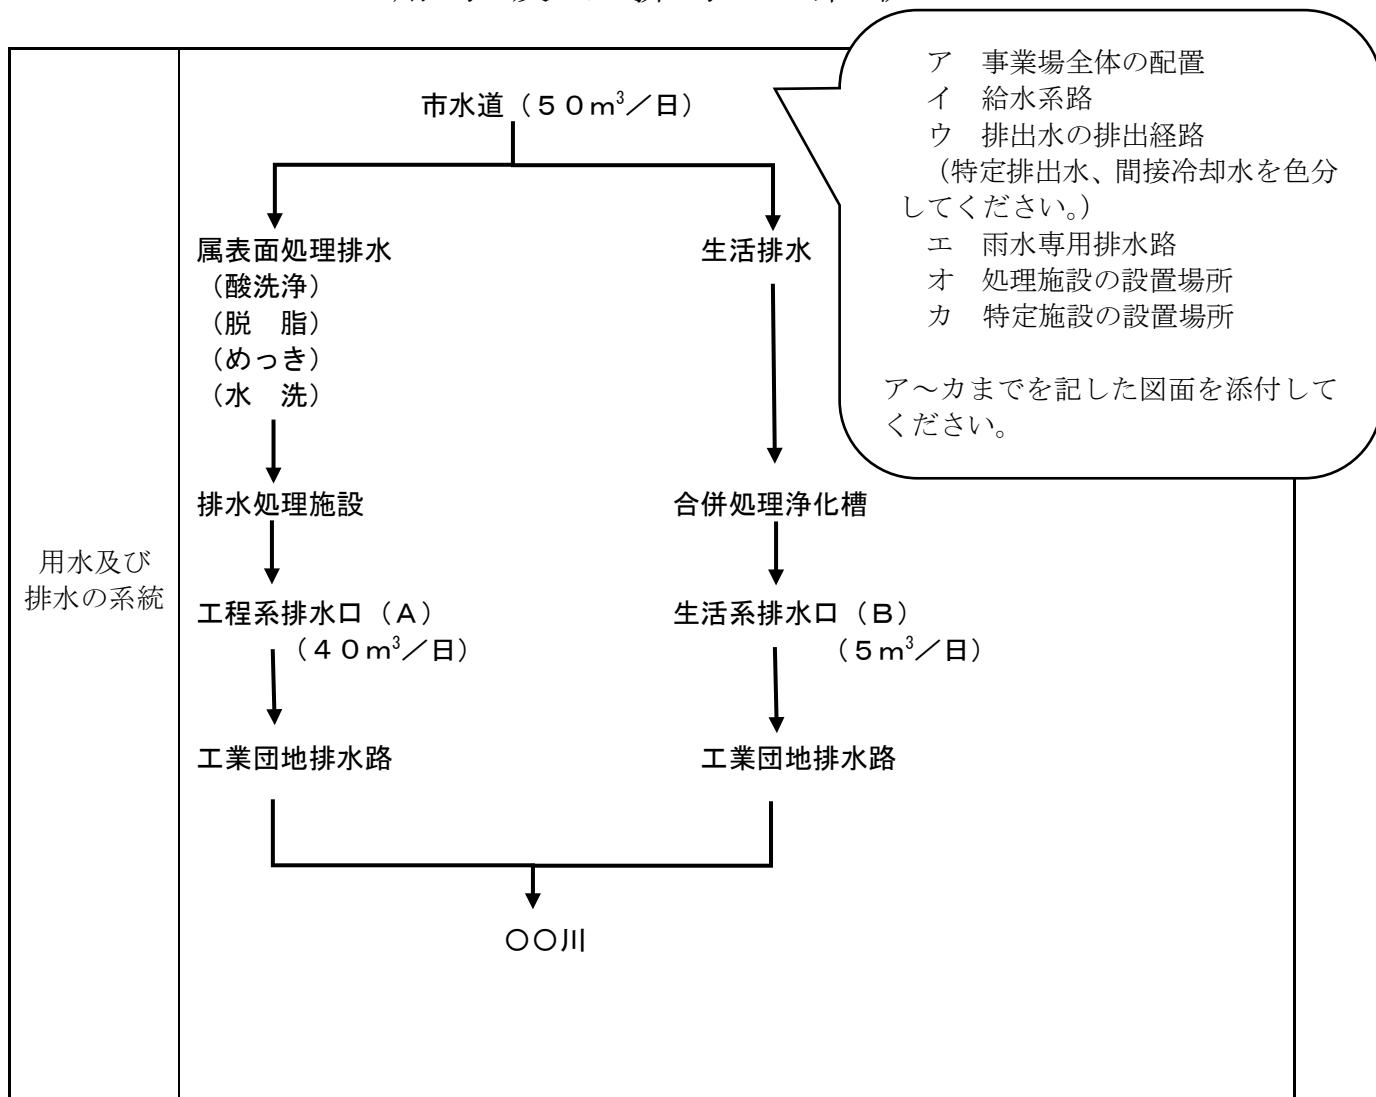 市水道（５０m³／日）
属表面処理排水
（酸洗浄）
（脱　脂）
（めっき）
（水　洗）
生活排水
排水処理施設
合併処理浄化槽
工程系排水口（Ａ）
（４０m³／日）
生活系排水口（Ｂ）
（５m³／日）
工業団地排水路
工業団地排水路
○○川
用水及び
排水の系統
ア　事業場全体の配置
イ　給水系路
ウ　排出水の排出経路
（特定排出水、間接冷却水を色分
してください。）
エ　雨水専用排水路
オ　処理施設の設置場所
カ　特定施設の設置場所
ア～カまでを記した図面を添付して
ください。